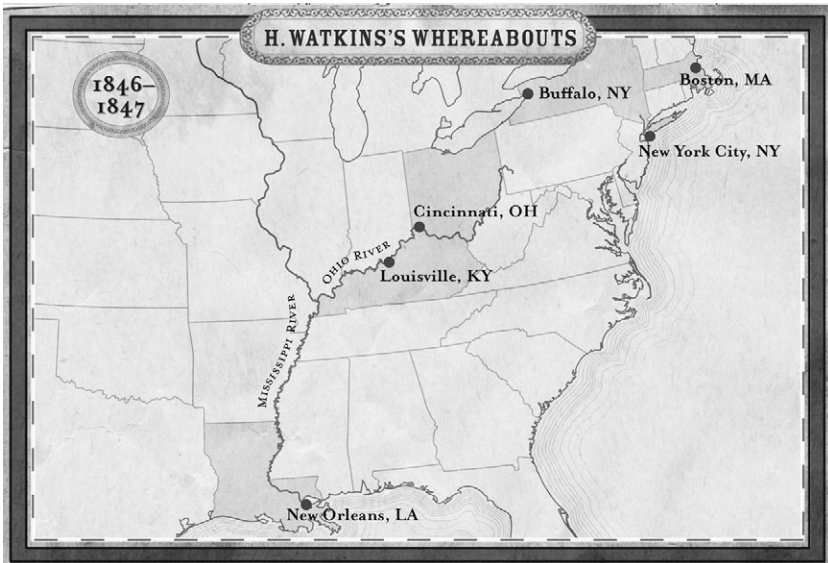 H. WATKINS'S WHEREABOUTS
1846–
1847
Boston, MA
Buffalo, NY
New York City, NY
Cincinnati, OH
OHIO RIVER
Louisville, KY
MISSISSIPPI RIVER
New Orleans, LA